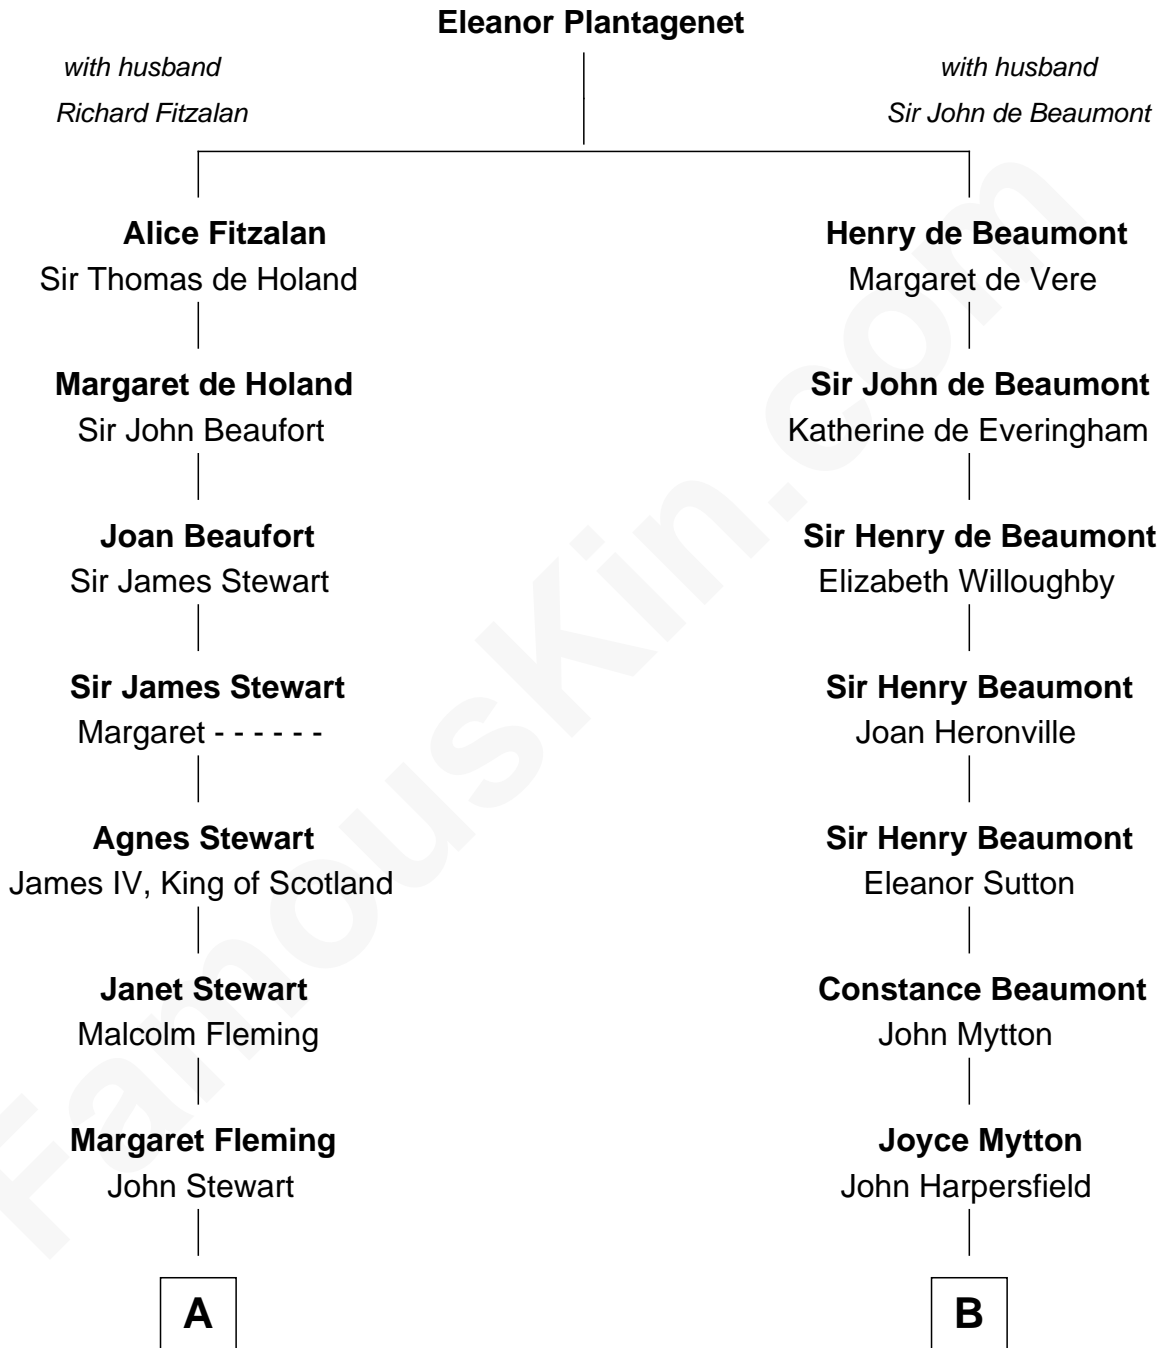 Eleanor Plantagenet
with husband
Richard Fitzalan
with husband
Sir John de Beaumont
Alice Fitzalan
Sir Thomas de Holand
Margaret de Holand
Sir John Beaufort
Joan Beaufort
Sir James Stewart
Sir James Stewart
Margaret - - - - - -
Agnes Stewart
James IV, King of Scotland
Janet Stewart
Malcolm Fleming
Margaret Fleming
John Stewart
A
Henry de Beaumont
Margaret de Vere
Sir John de Beaumont
Katherine de Everingham
Sir Henry de Beaumont
Elizabeth Willoughby
Sir Henry Beaumont
Joan Heronville
Sir Henry Beaumont
Eleanor Sutton
Constance Beaumont
John Mytton
Joyce Mytton
John Harpersfield
B
FamousKin.com